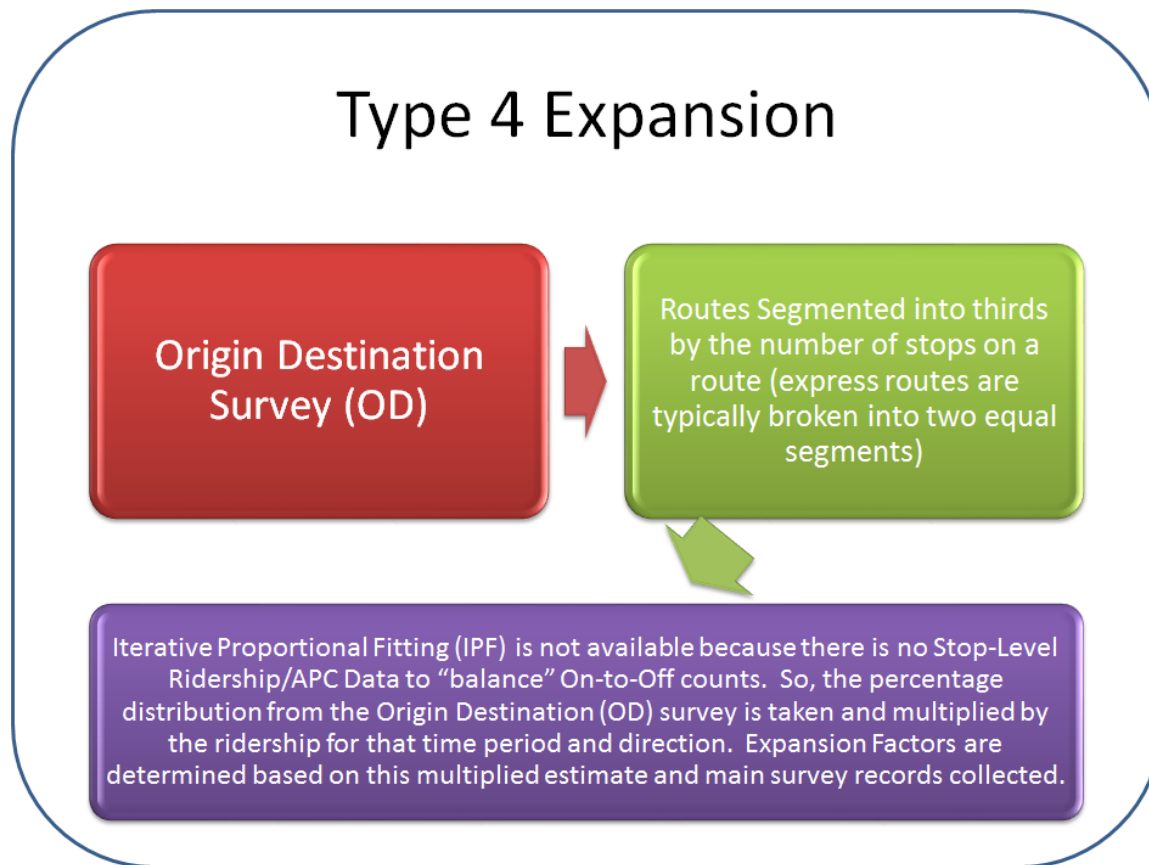 Type 4 Expansion
Origin Destination
Survey (OD)
Routes Segmented into thirds
by the number of stops on a
route (express routes are
typically broken into two equal
segments)
Iterative Proportional Fitting (IPF) is not available because there is no Stop-Level
Ridership/APC Data to “balance” On-to-Off counts.  So, the percentage
distribution from the Origin Destination (OD) survey is taken and multiplied by
the ridership for that time period and direction.  Expansion Factors are
determined based on this multiplied estimate and main survey records collected.